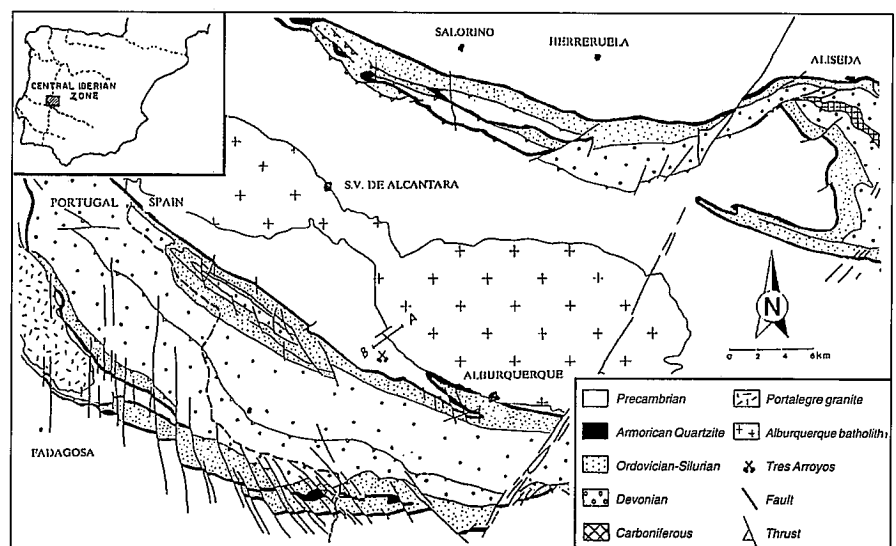 CENTRAL IBERIAN
ZONE
SALORINO
HERRERUELA
ALISEDA
S.V. DE ALCANTARA
PORTUGAL
SPAIN
N
0 2 4 6km
A
B
ALBURQUERQUE
FADAGOSA
Precambrian
Armorican Quartzite
Ordovician-Silurian
Devonian
Carboniferous
Portalegre granite
Alburquerque batholith
Tres Arroyos
Fault
Thrust